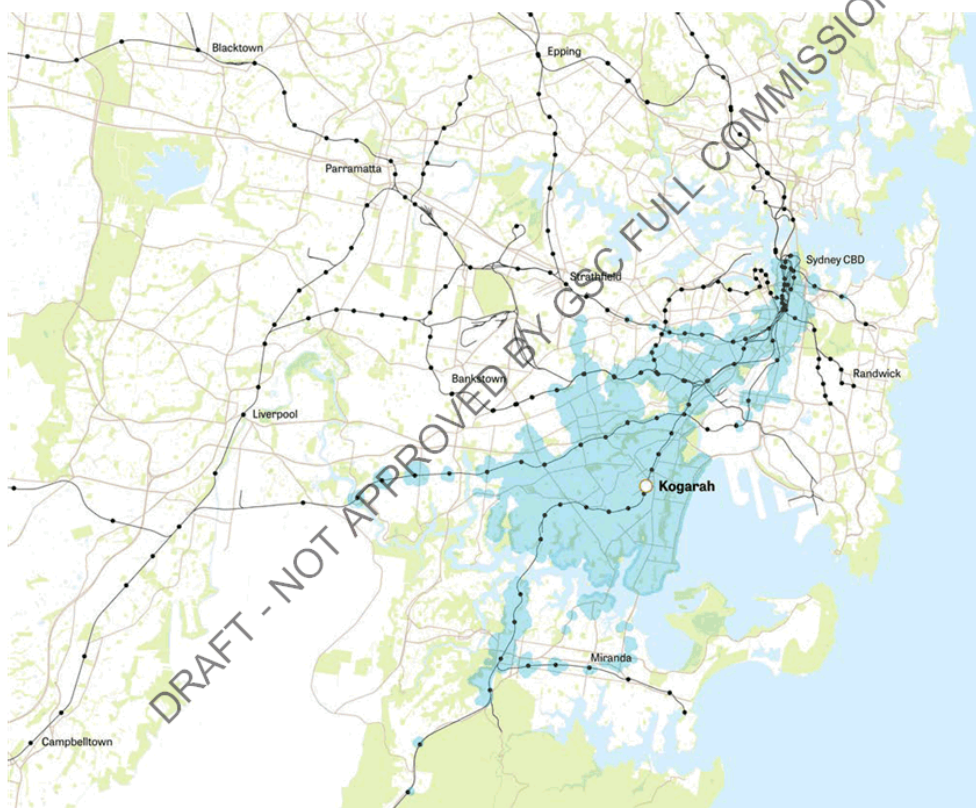 Blacktown
Epping
Parramatta
Sydney CBD
Strathfield
Randwick
Bankstown
Liverpool
Kogarah
Miranda
Campbelltown
DRAFT - NOT APPROVED BY GSC FULL COMMISSION